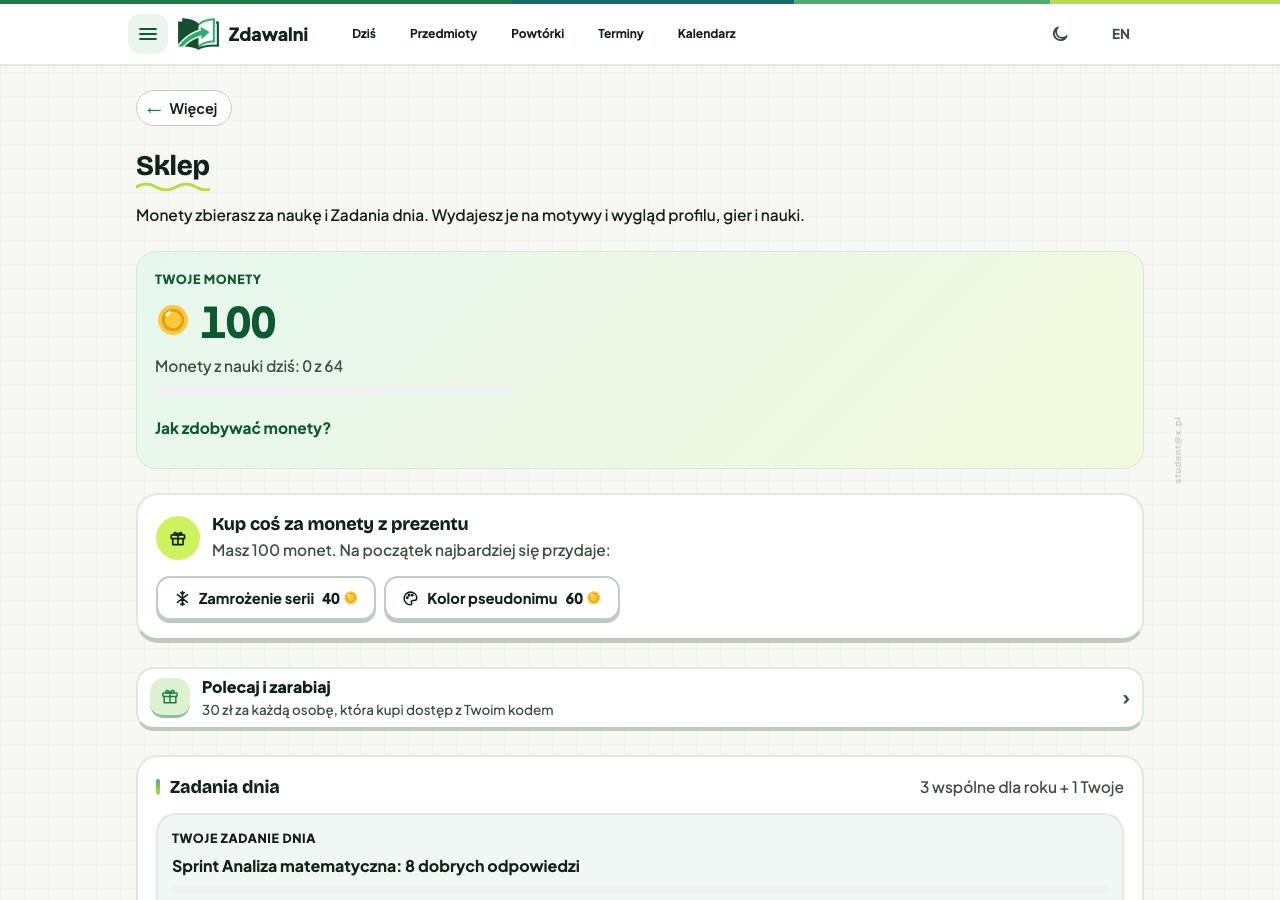 Zdawalni
Dziś
Przedmioty
Powtórki
Terminy
Kalendarz
EN
← Więcej
Sklep
Monety zbierasz za naukę i Zadania dnia. Wydajesz je na motywy i wygląd profilu, gier i nauki.
TWOJE MONETY
100
Monety z nauki dziś: 0 z 64
Jak zdobywać monety?
student@x.pl
Kup coś za monety z prezentu
Masz 100 monet. Na początek najbardziej się przydaje:
Zamrożenie serii 40
Kolor pseudonimu 60
Polecaj i zarabiaj
30 zł za każdą osobę, która kupi dostęp z Twoim kodem
›
Zadania dnia
3 wspólne dla roku + 1 Twoje
TWOJE ZADANIE DNIA
Sprint Analiza matematyczna: 8 dobrych odpowiedzi